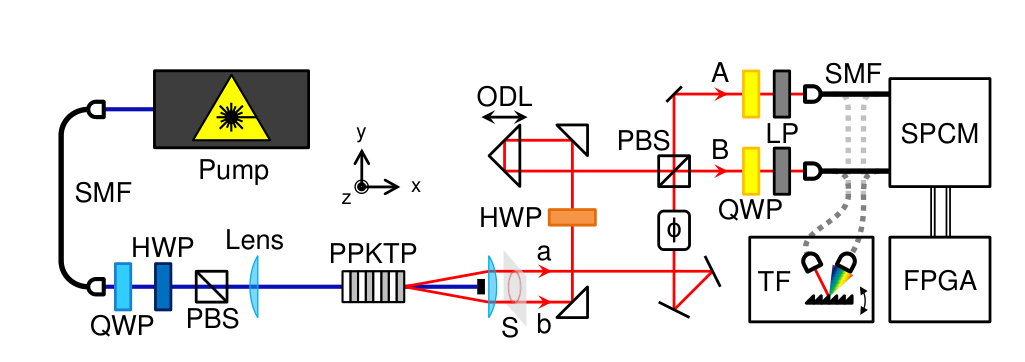 ODL
A
SMF
y
PBS
LP
SPCM
Pump
x
B
z
SMF
HWP
QWP
HWP
Lens
PPKTP
ϕ
a
TF
FPGA
QWP
PBS
S
b